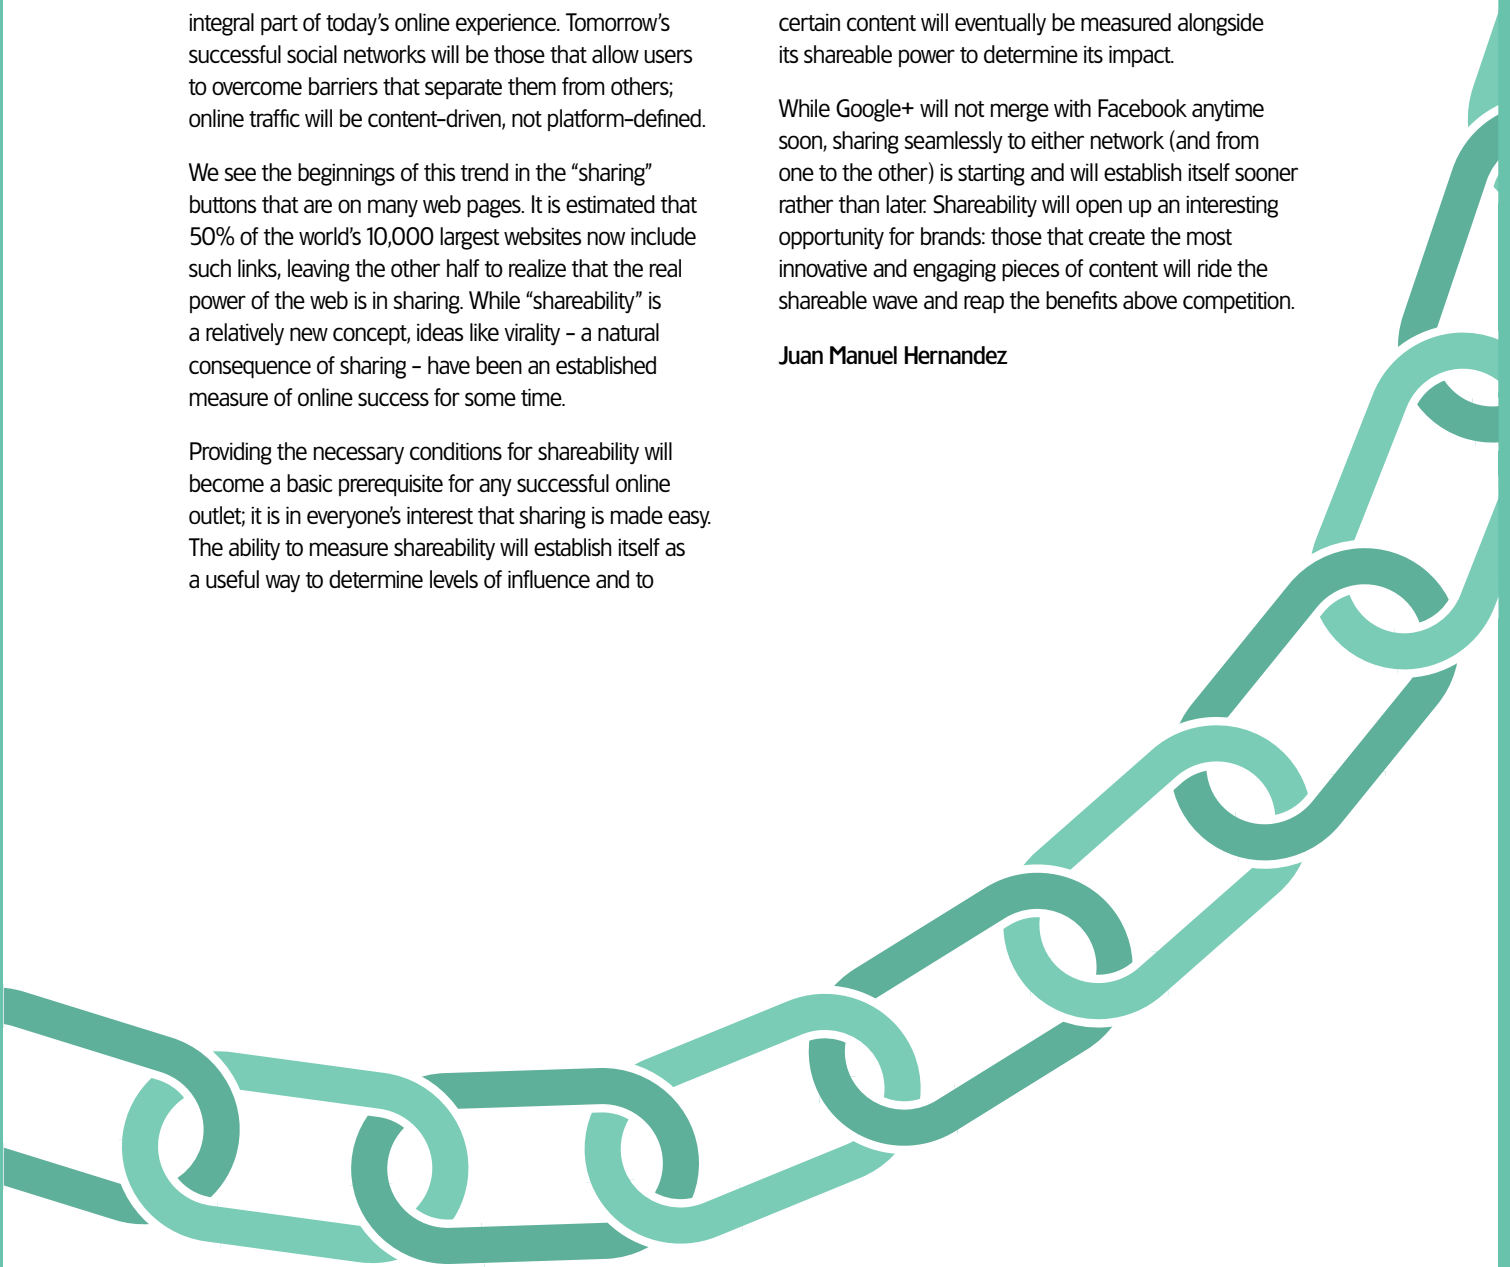 integral part of today’s online experience. Tomorrow’s
successful social networks will be those that allow users
to overcome barriers that separate them from others;
online traffic will be content-driven, not platform-defined.
We see the beginnings of this trend in the “sharing”
buttons that are on many web pages. It is estimated that
50% of the world’s 10,000 largest websites now include
such links, leaving the other half to realize that the real
power of the web is in sharing. While “shareability” is
a relatively new concept, ideas like virality – a natural
consequence of sharing – have been an established
measure of online success for some time.
Providing the necessary conditions for shareability will
become a basic prerequisite for any successful online
outlet; it is in everyone’s interest that sharing is made easy.
The ability to measure shareability will establish itself as
a useful way to determine levels of influence and to
certain content will eventually be measured alongside
its shareable power to determine its impact.
While Google+ will not merge with Facebook anytime
soon, sharing seamlessly to either network (and from
one to the other) is starting and will establish itself sooner
rather than later. Shareability will open up an interesting
opportunity for brands: those that create the most
innovative and engaging pieces of content will ride the
shareable wave and reap the benefits above competition.
Juan Manuel Hernandez